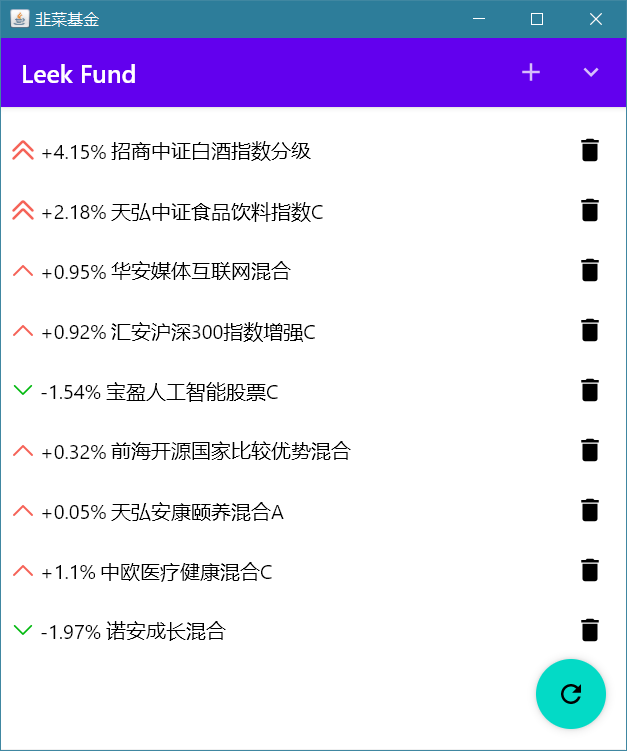 韭菜基金
Leek Fund
+4.15% 招商中证白酒指数分级
+2.18% 天弘中证食品饮料指数C
+0.95% 华安媒体互联网混合
+0.92% 汇安沪深300指数增强C
-1.54% 宝盈人工智能股票C
+0.32% 前海开源国家比较优势混合
+0.05% 天弘安康颐养混合A
+1.1% 中欧医疗健康混合C
-1.97% 诺安成长混合